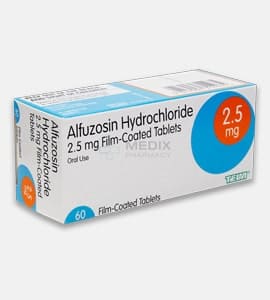 Alfuzosin Hydrochloride
2.5 mg Film-Coated Tablets
Oral Use
2.5
mg
MEDIX
PHARMACY
60 Film-Coated Tablets
TEVA
Alfuzosin
Hydrochloride
2.5 mg Film-Coated
Tablets